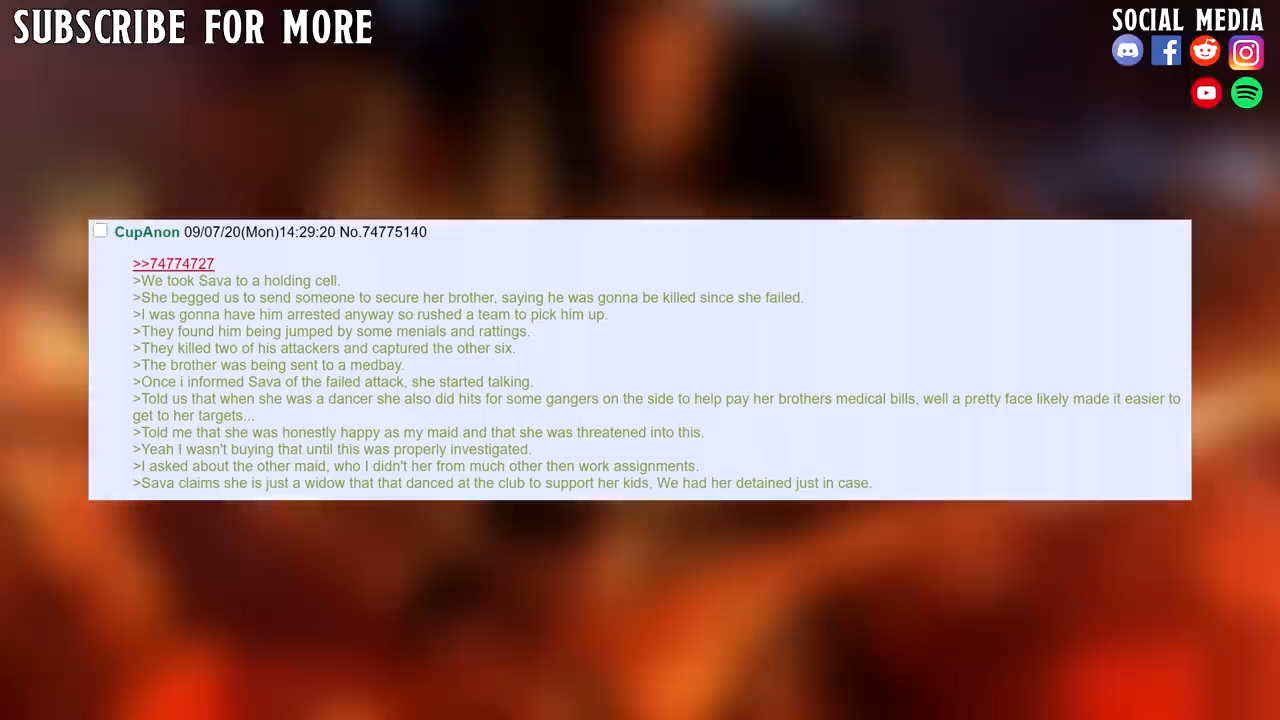 SUBSCRIBE FOR MORE
SOCIAL MEDIA
CupAnon 09/07/20(Mon)14:29:20 No.74775140
>>74774727
>We took Sava to a holding cell.
>She begged us to send someone to secure her brother, saying he was gonna be killed since she failed.
>I was gonna have him arrested anyway so rushed a team to pick him up.
>They found him being jumped by some menials and rattings.
>They killed two of his attackers and captured the other six.
>The brother was being sent to a medbay.
>Once i informed Sava of the failed attack, she started talking.
>Told us that when she was a dancer she also did hits for some gangers on the side to help pay her brothers medical bills, well a pretty face likely made it easier to
get to her targets...
>Told me that she was honestly happy as my maid and that she was threatened into this.
>Yeah I wasn't buying that until this was properly investigated.
>I asked about the other maid, who I didn't her from much other then work assignments.
>Sava claims she is just a widow that that danced at the club to support her kids, We had her detained just in case.